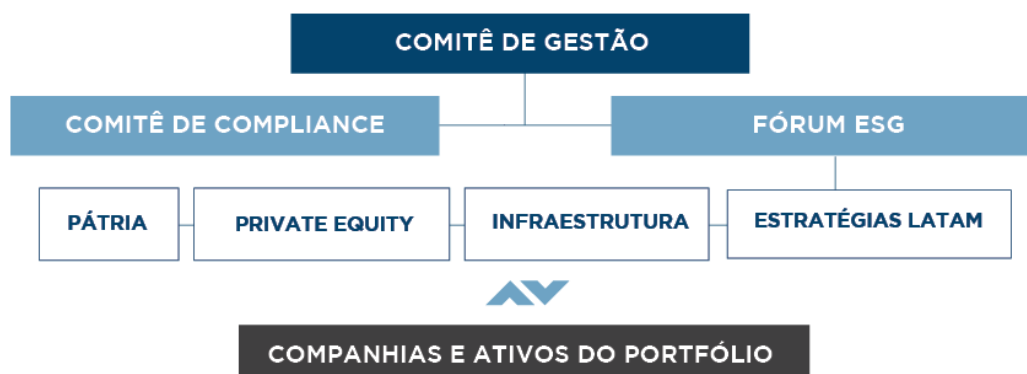 COMITÊ DE GESTÃO
COMITÊ DE COMPLIANCE
FÓRUM ESG
PÁTRIA
PRIVATE EQUITY
INFRAESTRUTURA
ESTRATÉGIAS LATAM
COMPANHIAS E ATIVOS DO PORTFÓLIO